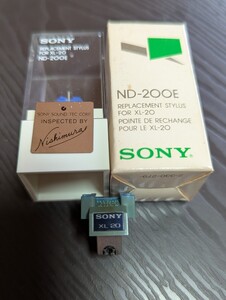 SONY
REPLACEMENT STYLUS
FOR XL-20
ND-200E
INSPECTED BY
Nishimura
ND-200E
REPLACEMENT STYLUS
FOR XL-20
POINTE DE RECHANGE
POUR LE XL-20
SONY
SONY
XL 20